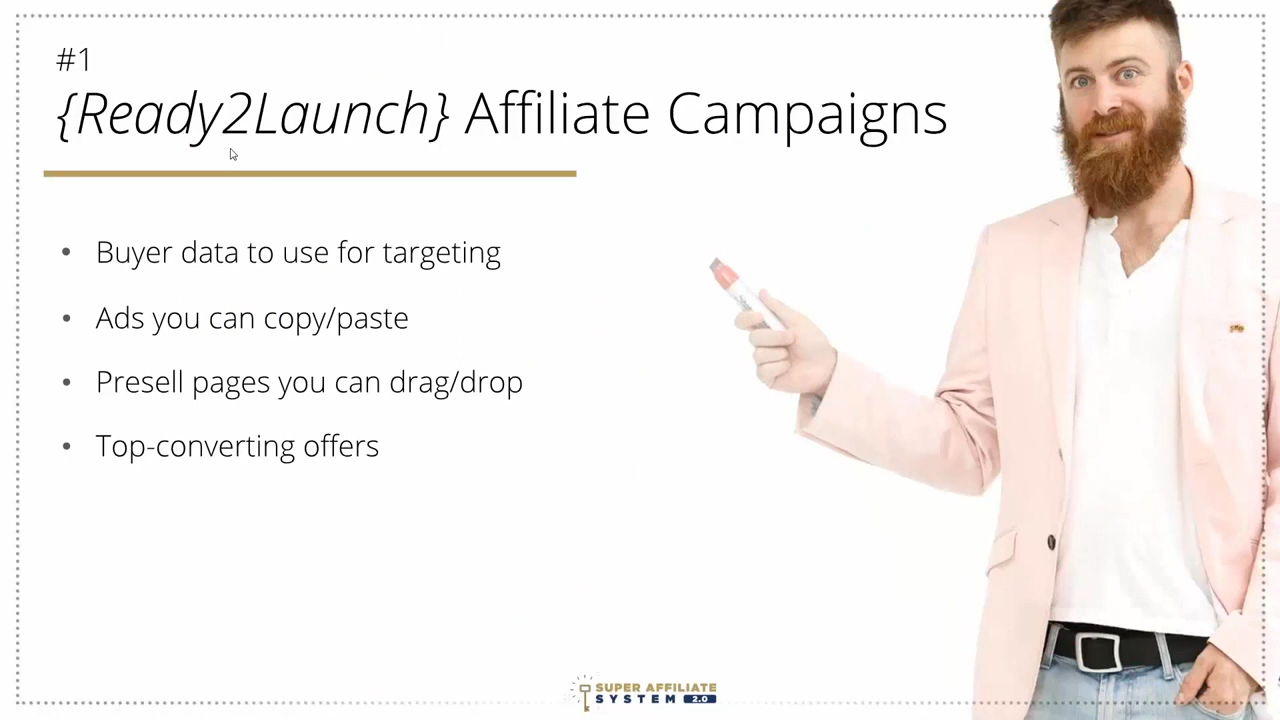 #1
{Ready2Launch} Affiliate Campaigns
• Buyer data to use for targeting
• Ads you can copy/paste
• Presell pages you can drag/drop
• Top-converting offers
SUPER AFFILIATE
SYSTEM 2.0